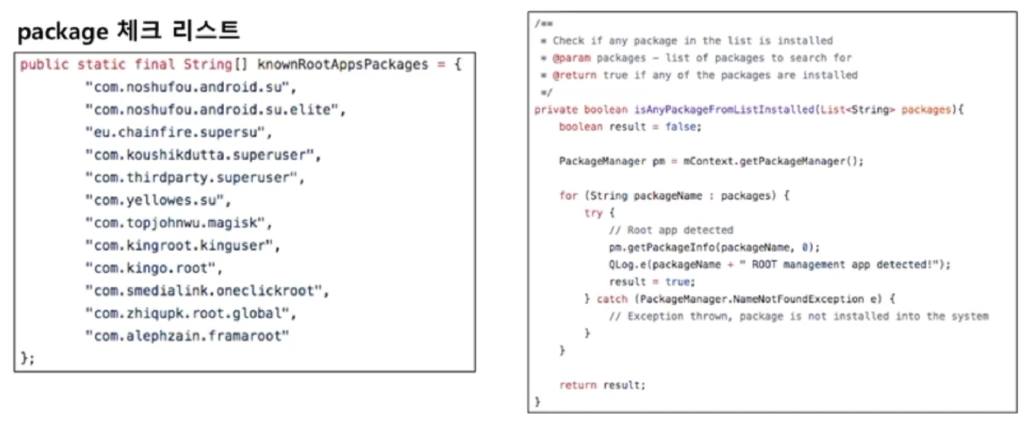 package 체크 리스트
public static final String[] knownRootAppsPackages = {
"com.noshufou.android.su",
"com.noshufou.android.su.elite",
"eu.chainfire.supersu",
"com.koushikdutta.superuser",
"com.thirdparty.superuser",
"com.yellowes.su",
"com.topjohnwu.magisk",
"com.kingroot.kinguser",
"com.kingo.root",
"com.smedialink.oneclickroot",
"com.zhiqupk.root.global",
"com.alephzain.framaroot"
};
/**
* Check if any package in the list is installed
* @param packages - list of packages to search for
* @return true if any of the packages are installed
*/
private boolean isAnyPackageFromListInstalled(List<String> packages){
boolean result = false;
PackageManager pm = mContext.getPackageManager();
for (String packageName : packages) {
try {
// Root app detected
pm.getPackageInfo(packageName, 0);
QLog.e(packageName + " ROOT management app detected!");
result = true;
} catch (PackageManager.NameNotFoundException e) {
// Exception thrown, package is not installed into the system
}
}
return result;
}